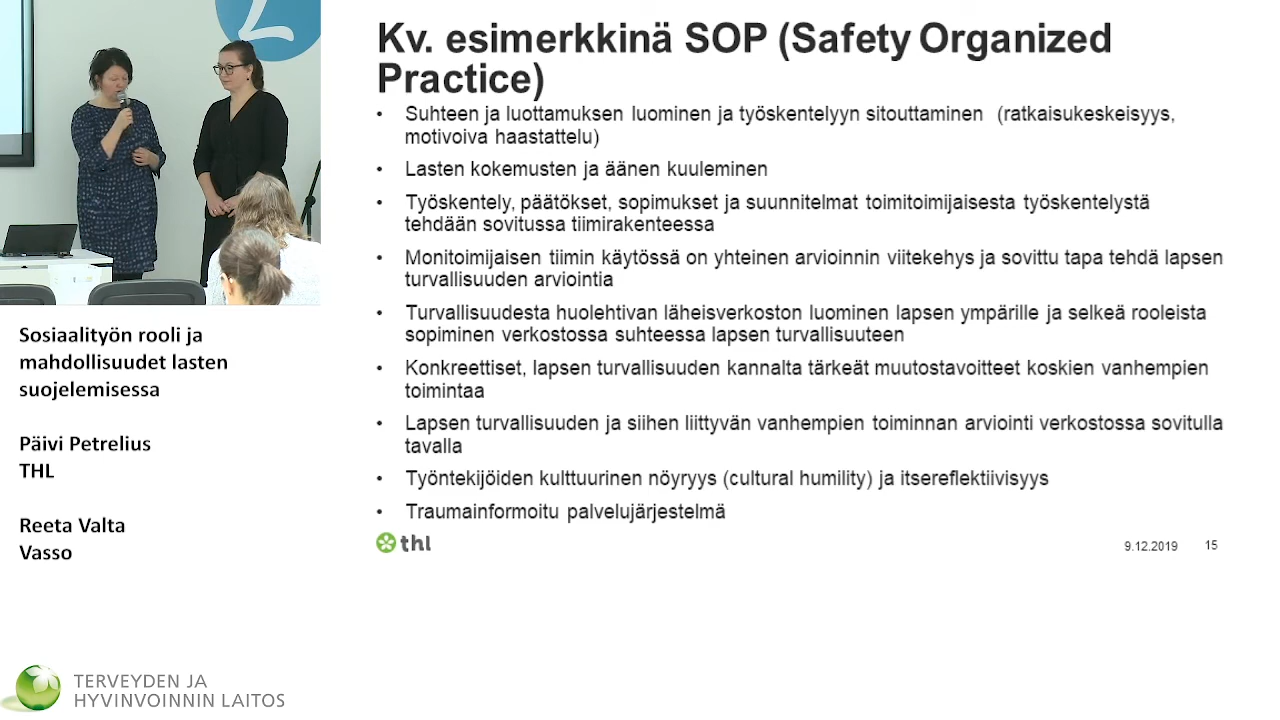 2
Kv. esimerkkinä SOP (Safety Organized
Practice)
• Suhteen ja luottamuksen luominen ja työskentelyyn sitouttaminen (ratkaisukeskeisyys,
motivoiva haastattelu)
• Lasten kokemusten ja äänen kuuleminen
• Työskentely, päätökset, sopimukset ja suunnitelmat toimitoimijaisesta työskentelystä
tehdään sovitussa tiimirakenteessa
• Monitoimijaisen tiimin käytössä on yhteinen arvioinnin viitekehys ja sovittu tapa tehdä lapsen
turvallisuuden arviointia
• Turvallisuudesta huolehtivan läheisverkoston luominen lapsen ympärille ja selkeä rooleista
sopiminen verkostossa suhteessa lapsen turvallisuuteen
• Konkreettiset, lapsen turvallisuuden kannalta tärkeät muutostavoitteet koskien vanhempien
toimintaa
• Lapsen turvallisuuden ja siihen liittyvän vanhempien toiminnan arviointi verkostossa sovitulla
tavalla
• Työntekijöiden kulttuurinen nöyryys (cultural humility) ja itsereflektiivisyys
• Traumainformoitu palvelujärjestelmä
thl
9.12.2019 15
Sosiaalityön rooli ja
mahdollisuudet lasten
suojelemisessa
Päivi Petrelius
THL
Reeta Valta
Vasso
TERVEYDEN JA
HYVINVOINNIN LAITOS